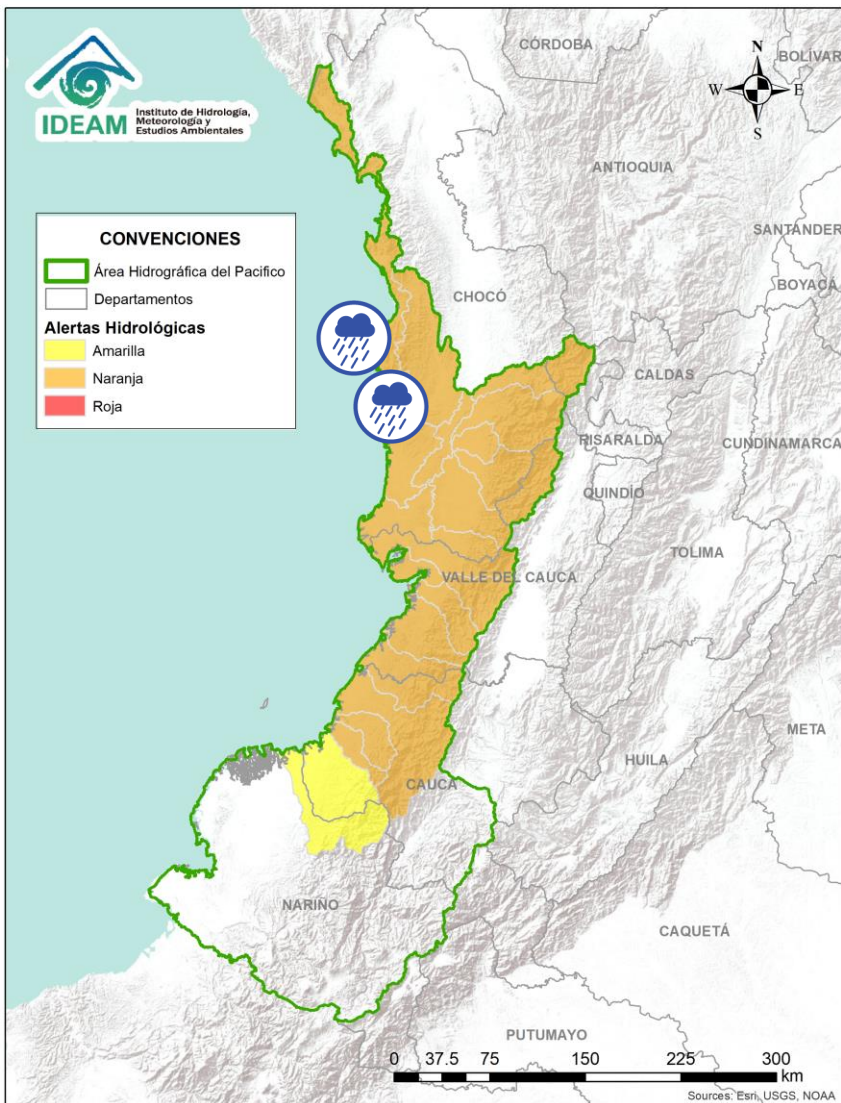 CÓRDOBA
BOLÍVAR
N
W
E
S
IDEAM
Instituto de Hidrología,
Meteorología y
Estudios Ambientales
ANTIOQUIA
SANTANDER
CONVENCIONES
Área Hidrográfica del Pacifico
Departamentos
Alertas Hidrológicas
Amarilla
Naranja
Roja
BOYACÁ
CHOCÓ
CALDAS
RISARALDA
CUNDINAMARCA
QUINDÍO
TOLIMA
VALLE DEL CAUCA
META
HUILA
CAUCA
NARIÑO
CAQUETÁ
PUTUMAYO
0 37.5 75 150 225 300
km
Sources: Esri, USGS, NOAA